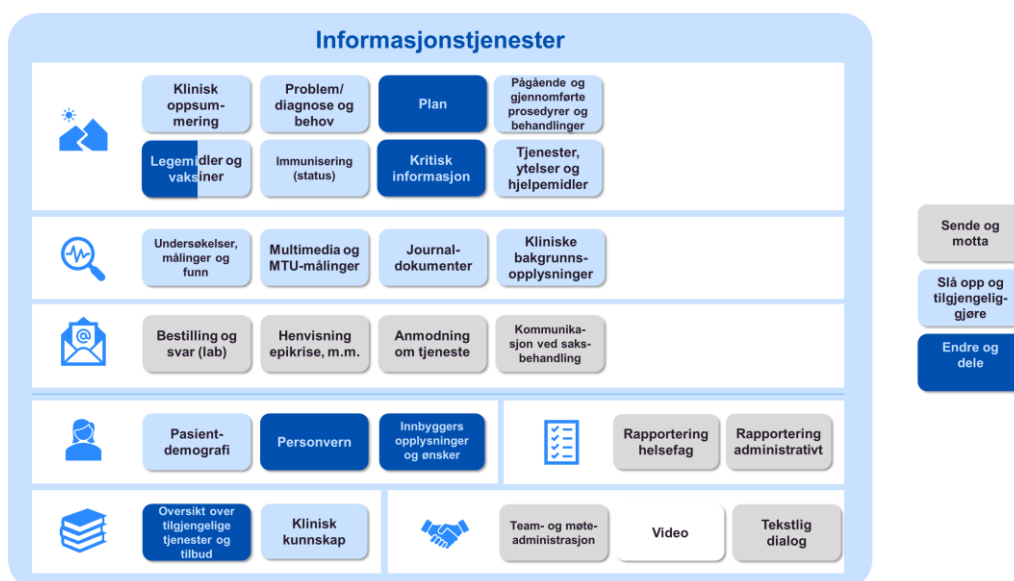 Informasjonstjenester
Klinisk
oppsum-
mering
Problem/
diagnose og
behov
Plan
Pågående og
gjennomførte
prosedyrer og
behandlinger
Legemidler og
vaksiner
Immunisering
(status)
Kritisk
informasjon
Tjenester,
ytelser og
hjelpemidler
Undersøkelser,
målinger og
funn
Multimedia og
MTU-målinger
Journal-
dokumenter
Kliniske
bakgrunns-
opplysninger
Bestilling og
svar (lab)
Henvisning
epikrise, m.m.
Anmodning
om tjeneste
Kommunika-
sjon ved saks-
behandling
Pasient-
demografi
Personvern
Innbyggers
opplysninger
og ønsker
Rapportering
helsefag
Rapportering
administrativt
Oversikt over
tilgjengelige
tjenester og
tilbud
Klinisk
kunnskap
Team- og møte-
administrasjon
Video
Tekstlig
dialog
Sende og
motta
Slå opp og
tilgjengelig-
gjøre
Endre og
dele
@